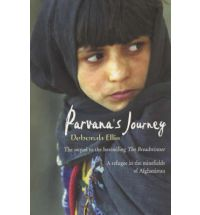 Parvana's Journey
Deborah Ellis
The sequel to the bestselling The Breadwinner
A refugee in the minefields
of Afghanistan